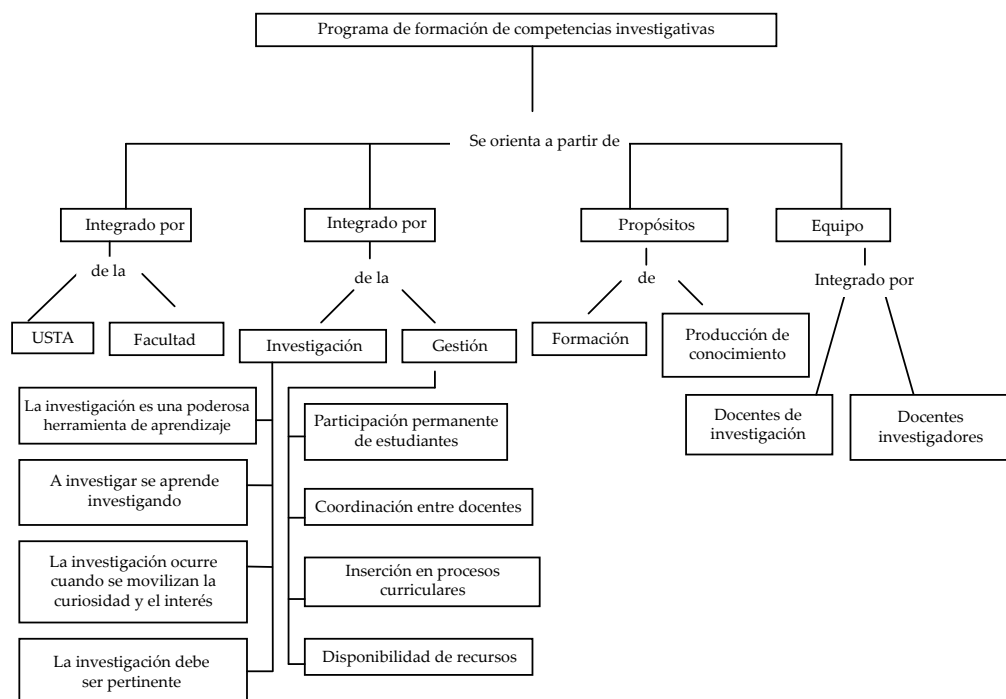 Programa de formación de competencias investigativas
Se orienta a partir de
Integrado por
Integrado por
Propósitos
Equipo
de la
de la
de
Integrado por
USTA
Facultad
Investigación
Gestión
Formación
Producción de
conocimiento
La investigación es una poderosa
herramienta de aprendizaje
A investigar se aprende
investigando
La investigación ocurre
cuando se movilizan la
curiosidad y el interés
La investigación debe
ser pertinente
Participación permanente
de estudiantes
Coordinación entre docentes
Inserción en procesos
curriculares
Disponibilidad de recursos
Docentes de
investigación
Docentes
investigadores